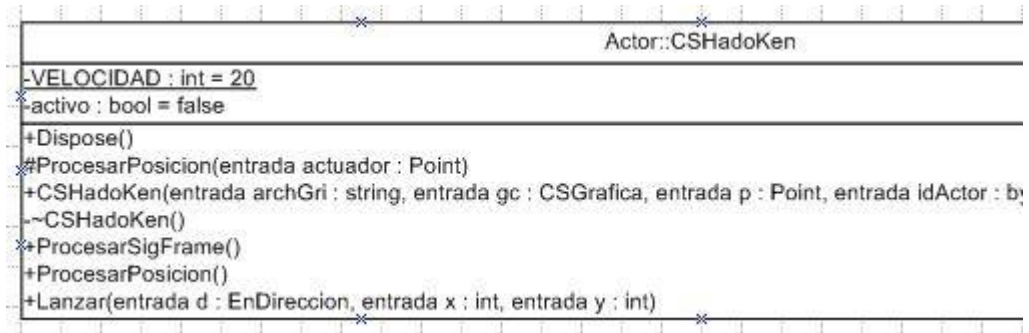 Actor::CSHadoKen
-VELOCIDAD : int = 20
-activo : bool = false
+Dispose()
#ProcesarPosicion(entrada actuador : Point)
+CSHadoKen(entrada archGri : string, entrada gc : CSGrafica, entrada p : Point, entrada idActor : by
-~CSHadoKen()
+ProcesarSigFrame()
+ProcesarPosicion()
+Lanzar(entrada d : EnDireccion, entrada x : int, entrada y : int)